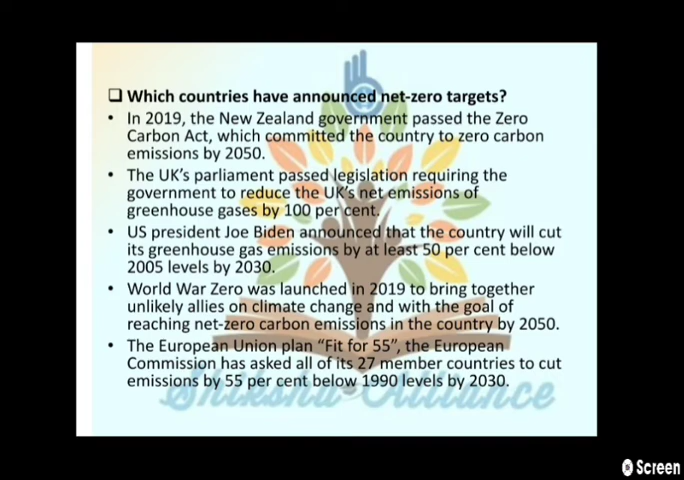 ❑ Which countries have announced net-zero targets?
• In 2019, the New Zealand government passed the Zero
Carbon Act, which committed the country to zero carbon
emissions by 2050.
• The UK's parliament passed legislation requiring the
government to reduce the UK's net emissions of
greenhouse gases by 100 per cent.
• US president Joe Biden announced that the country will cut
its greenhouse gas emissions by at least 50 per cent below
2005 levels by 2030.
• World War Zero was launched in 2019 to bring together
unlikely allies on climate change and with the goal of
reaching net-zero carbon emissions in the country by 2050.
• The European Union plan “Fit for 55”, the European
Commission has asked all of its 27 member countries to cut
emissions by 55 per cent below 1990 levels by 2030.
Shiksha Alliance
Screen